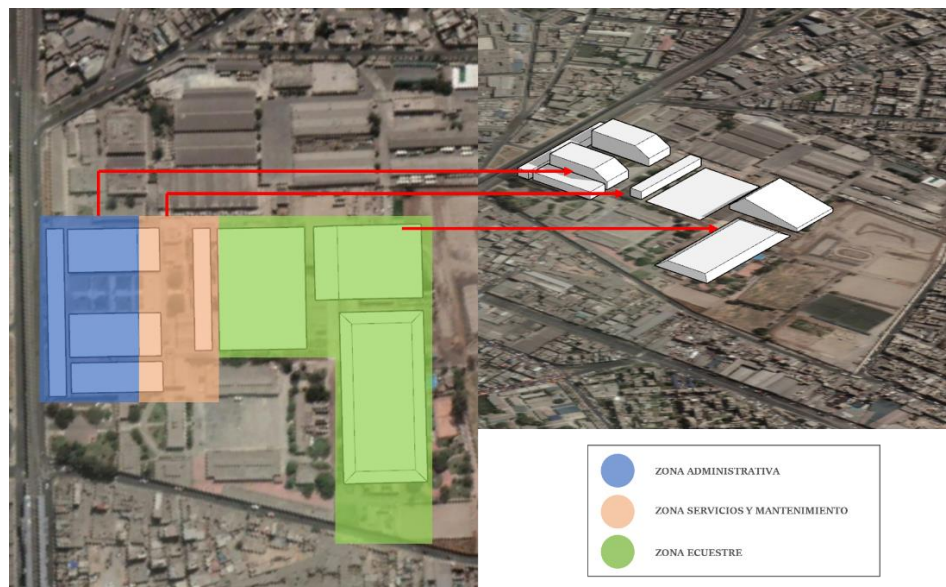 ZONA ADMINISTRATIVA
ZONA SERVICIOS Y MANTENIMIENTO
ZONA ECUESTRE